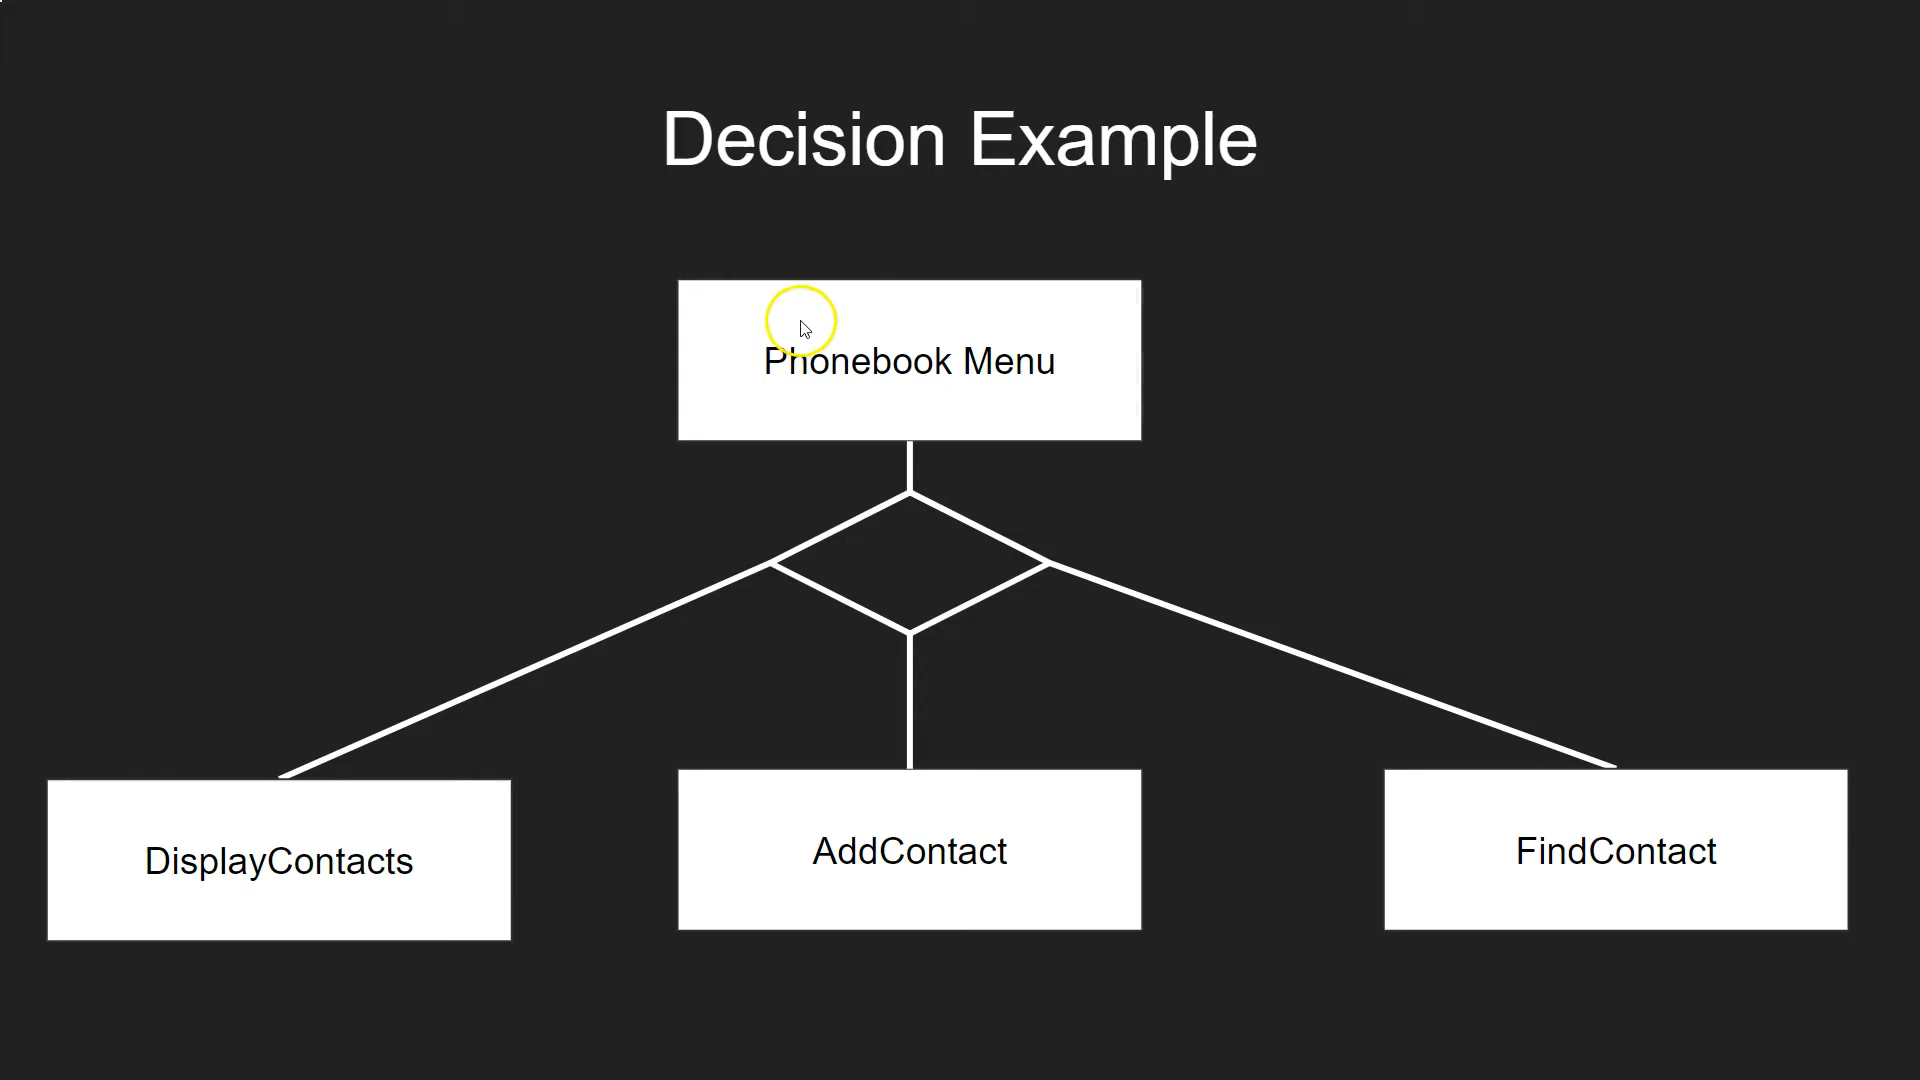 Decision Example
Phonebook Menu
DisplayContacts
AddContact
FindContact